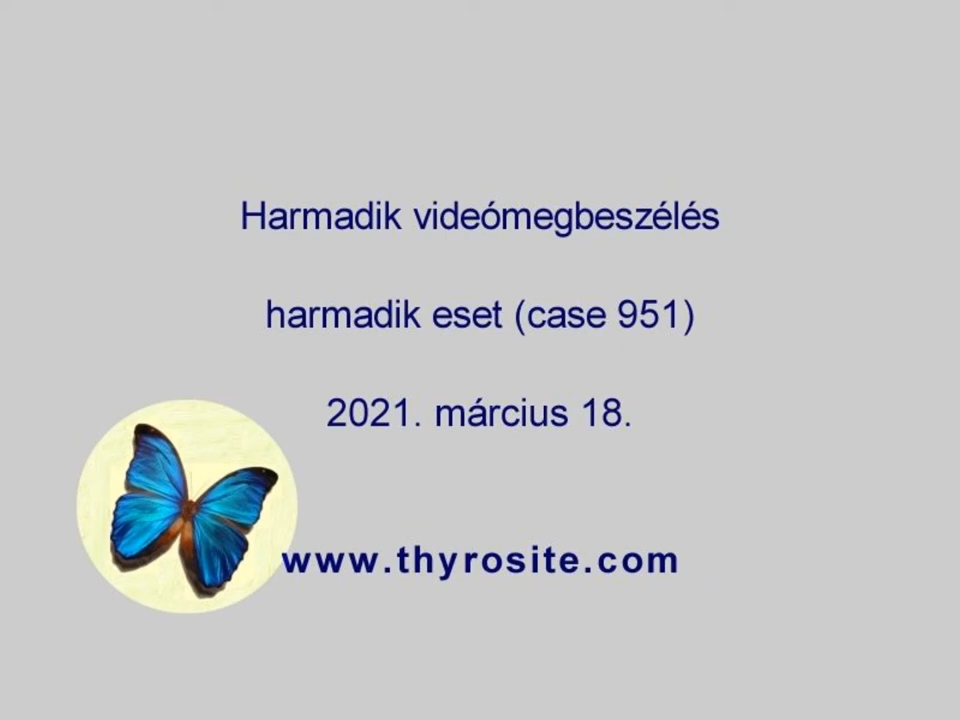 Harmadik videómegbeszélés
harmadik eset (case 951)
2021. március 18.
www.thyrosite.com